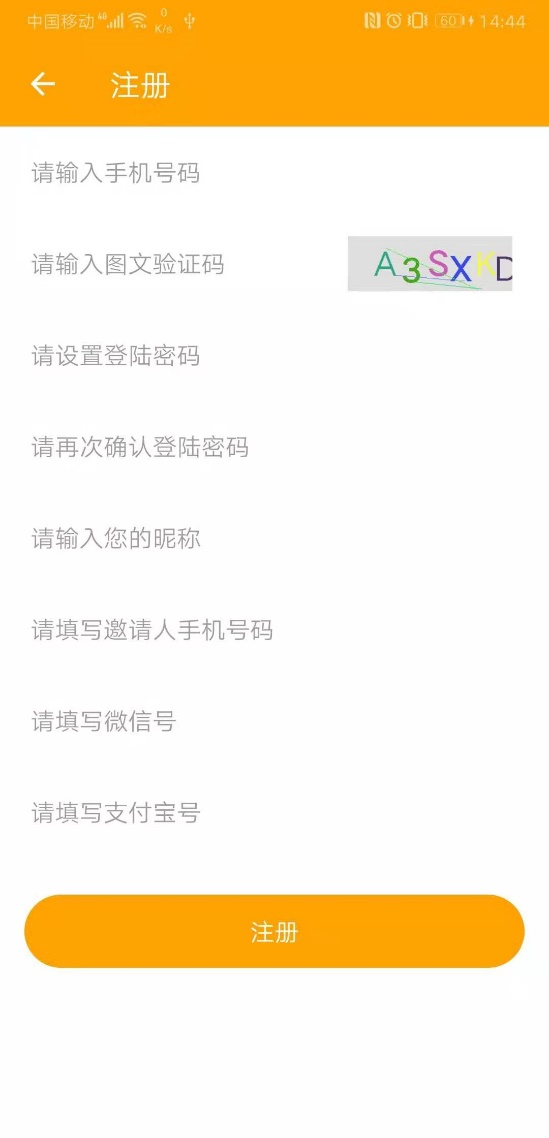 中国移动 4G 0 K/s 60 14:44
注册
请输入手机号码
请输入图文验证码 A3SXKD
请设置登陆密码
请再次确认登陆密码
请输入您的昵称
请填写邀请人手机号码
请填写微信号
请填写支付宝号
注册